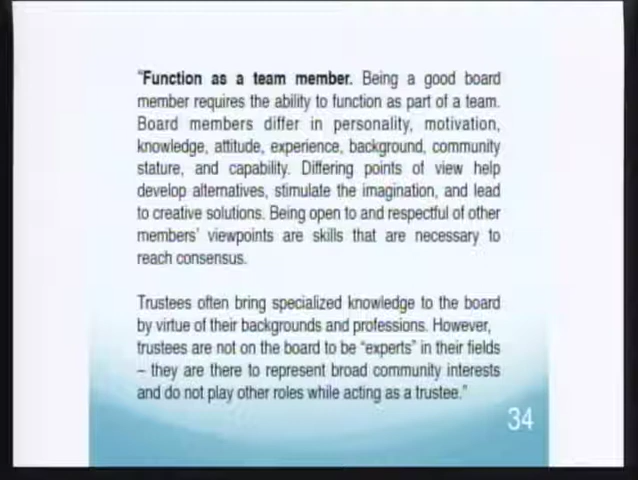 "Function as a team member. Being a good board
member requires the ability to function as part of a team.
Board members differ in personality, motivation,
knowledge, attitude, experience, background, community
stature, and capability. Differing points of view help
develop alternatives, stimulate the imagination, and lead
to creative solutions. Being open to and respectful of other
members' viewpoints are skills that are necessary to
reach consensus.
Trustees often bring specialized knowledge to the board
by virtue of their backgrounds and professions. However,
trustees are not on the board to be "experts" in their fields
– they are there to represent broad community interests
and do not play other roles while acting as a trustee."
34